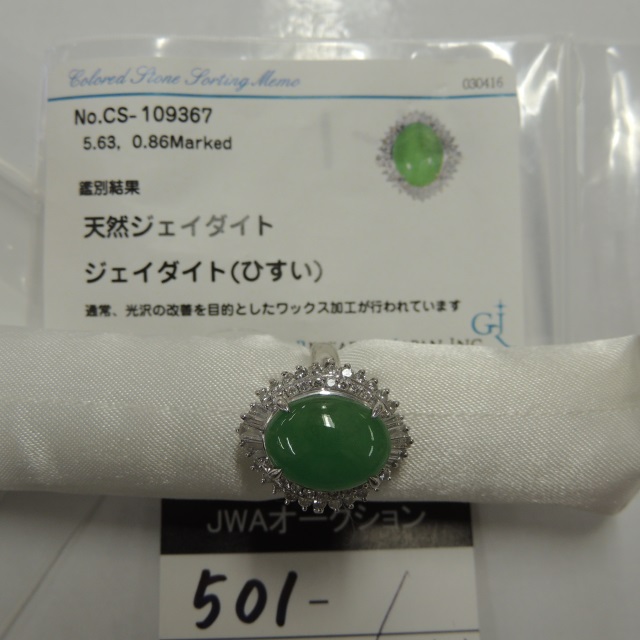 Colored Stone Sorting Memo
030416
No.CS-109367
5.63, 0.86Marked
鑑別結果
天然ジェイダイト
ジェイダイト(ひすい)
通常、光沢の改善を目的としたワックス加工が行われています
JWAオークション
501-/